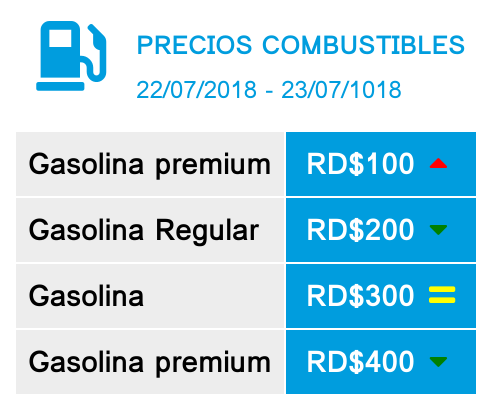 PRECIOS COMBUSTIBLES
22/07/2018 - 23/07/1018
Gasolina premium RD$100
Gasolina Regular RD$200
Gasolina RD$300
Gasolina premium RD$400